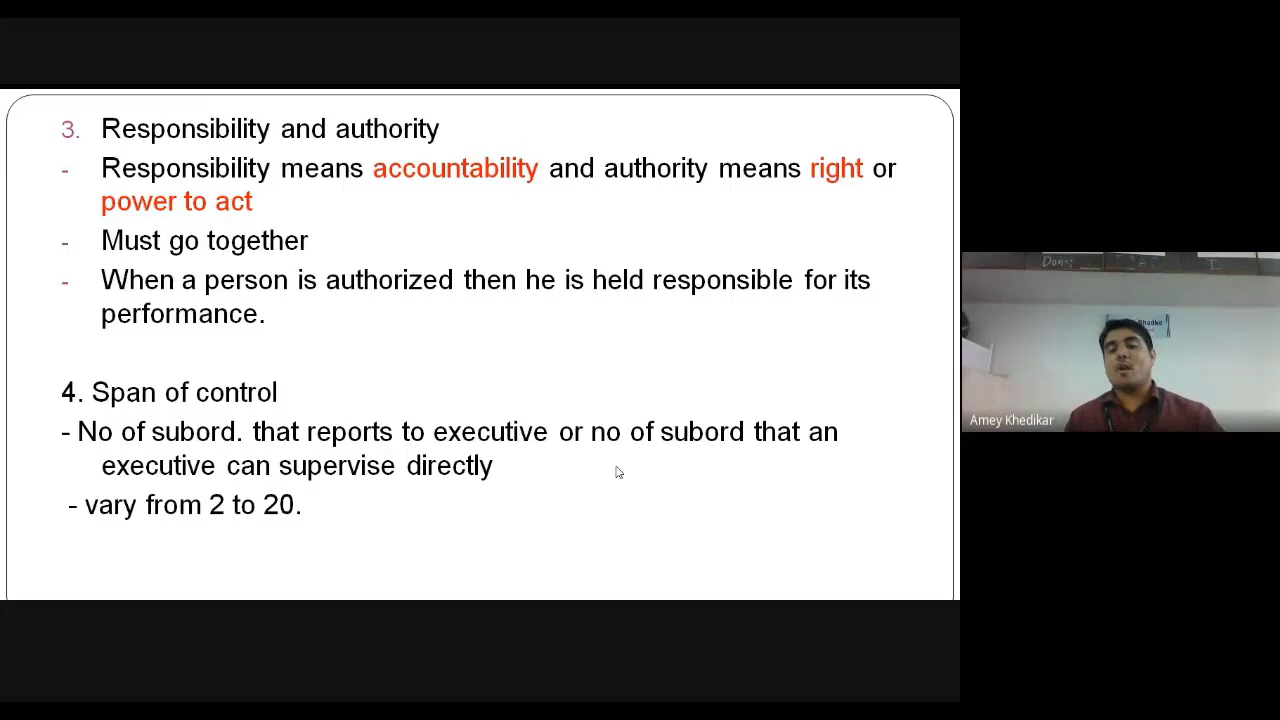 3. Responsibility and authority
- Responsibility means accountability and authority means right or
power to act
- Must go together
- When a person is authorized then he is held responsible for its
performance.
4. Span of control
- No of subord. that reports to executive or no of subord that an
executive can supervise directly
- vary from 2 to 20.
Amey Khedikar